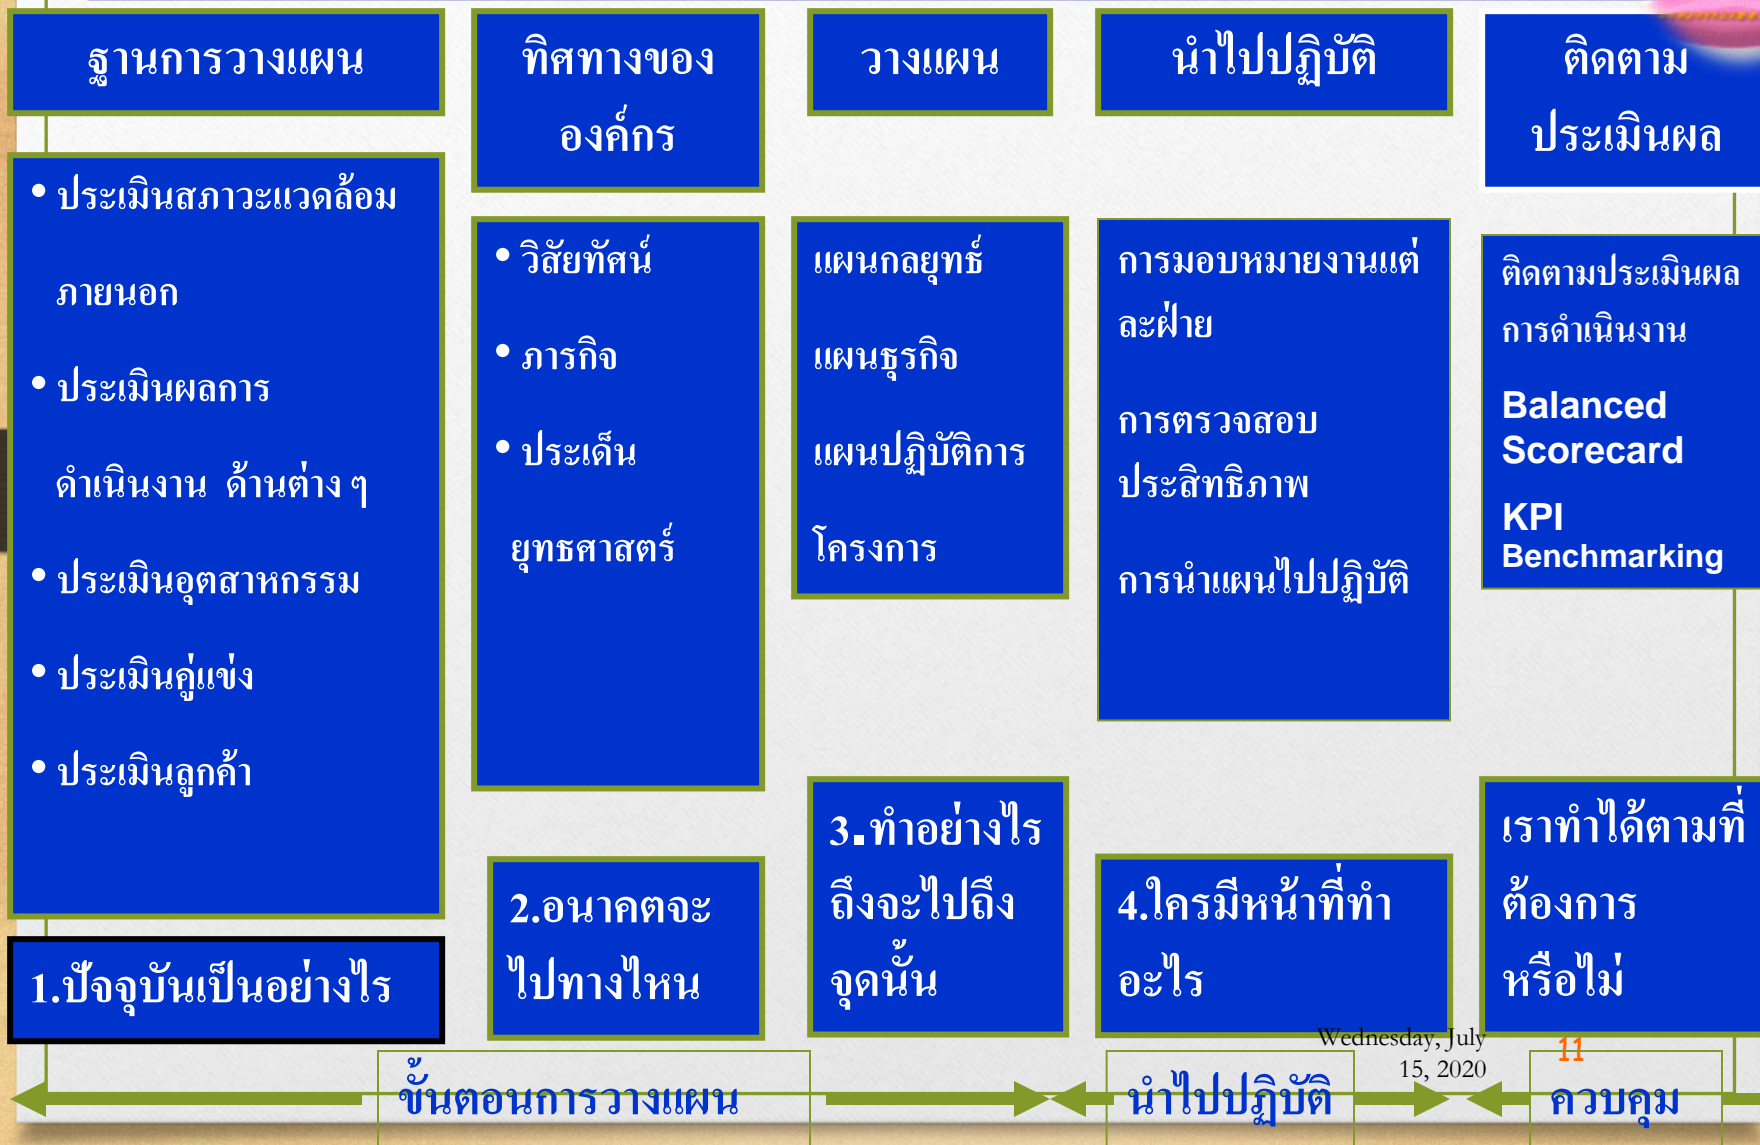 ฐานการวางแผน
ทิศทางของ
องค์กร
วางแผน
นำไปปฏิบัติ
ติดตาม
ประเมินผล
• ประเมินสภาวะแวดล้อม
ภายนอก
• ประเมินผลการ
ดำเนินงาน ด้านต่าง ๆ
• ประเมินอุตสาหกรรม
• ประเมินคู่แข่ง
• ประเมินลูกค้า
• วิสัยทัศน์
• ภารกิจ
• ประเด็น
ยุทธศาสตร์
แผนกลยุทธ์
แผนธุรกิจ
แผนปฏิบัติการ
โครงการ
การมอบหมายงานแต่
ละฝ่าย
การตรวจสอบ
ประสิทธิภาพ
การนำแผนไปปฏิบัติ
ติดตามประเมินผล
การดำเนินงาน
Balanced
Scorecard
KPI
Benchmarking
1.ปัจจุบันเป็นอย่างไร
2.อนาคตจะ
ไปทางไหน
3.ทำอย่างไร
ถึงจะไปถึง
จุดนั้น
4.ใครมีหน้าที่ทำ
อะไร
เราทำได้ตามที่
ต้องการ
หรือไม่
Wednesday, July
15, 2020
11
ขั้นตอนการวางแผน
นำไปปฏิบัติ
ควบคุม